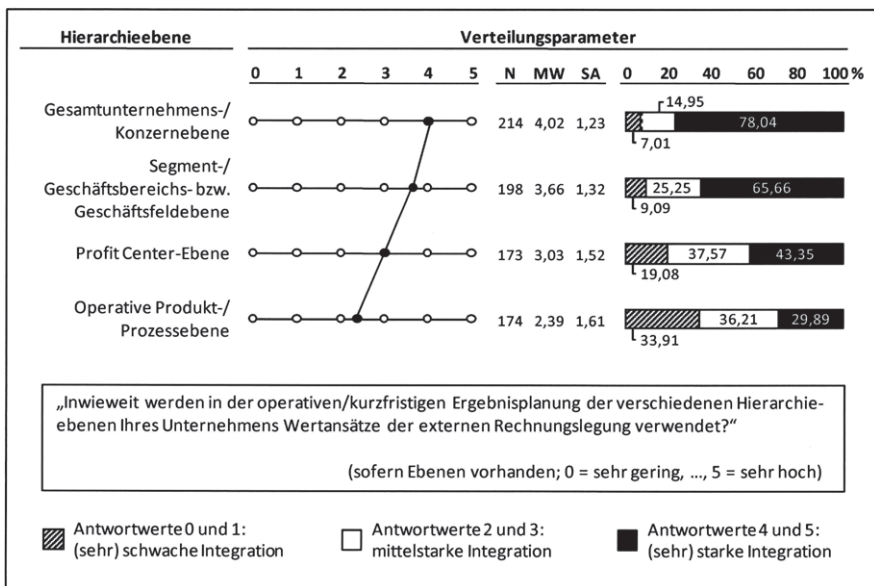 Hierarchieebene Verteilungsparameter
0 1 2 3 4 5 N MW SA 0 20 40 60 80 100 %
Gesamtunternehmens-/
Konzernebene
214 4,02 1,23
14,95
78,04
7,01
Segment-/
Geschäftsbereichs- bzw.
Geschäftsfeldebene
198 3,66 1,32
25,25 65,66
9,09
Profit Center-Ebene
173 3,03 1,52
37,57 43,35
19,08
Operative Produkt-/
Prozessebene
174 2,39 1,61
36,21 29,89
33,91
„Inwieweit werden in der operativen/kurzfristigen Ergebnisplanung der verschiedenen Hierarchie-
ebenen Ihres Unternehmens Wertansätze der externen Rechnungslegung verwendet?“
(sofern Ebenen vorhanden; 0 = sehr gering, ..., 5 = sehr hoch)
Antwortwerte 0 und 1:
(sehr) schwache Integration
Antwortwerte 2 und 3:
mittelstarke Integration
Antwortwerte 4 und 5:
(sehr) starke Integration